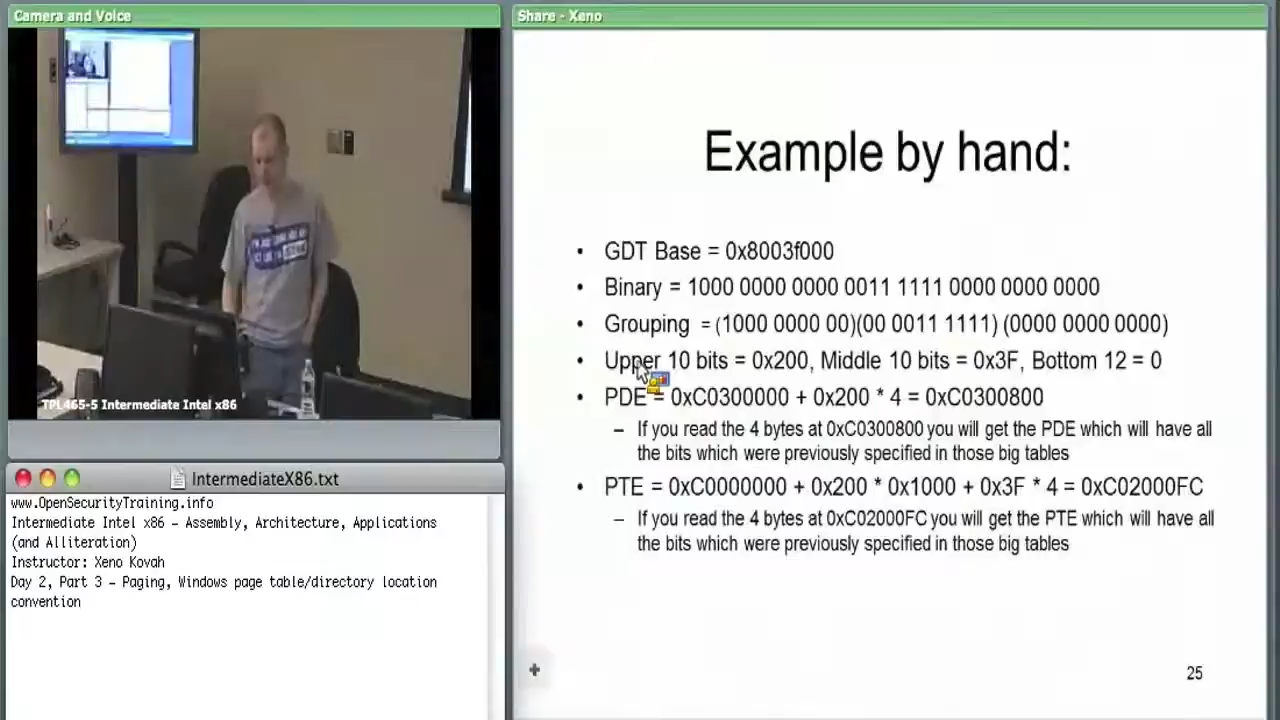 Camera and Voice
TPL465-5 Intermediate Intel x86
IntermediateX86.txt
www.OpenSecurityTraining.info
Intermediate Intel x86 – Assembly, Architecture, Applications
(and Alliteration)
Instructor: Xeno Kovah
Day 2, Part 3 – Paging, Windows page table/directory location
convention
Share - Xeno
Example by hand:
• GDT Base = 0x8003f000
• Binary = 1000 0000 0000 0011 1111 0000 0000 0000
• Grouping = (1000 0000 00)(00 0011 1111) (0000 0000 0000)
• Upper 10 bits = 0x200, Middle 10 bits = 0x3F, Bottom 12 = 0
• PDE = 0xC0300000 + 0x200 * 4 = 0xC0300800
– If you read the 4 bytes at 0xC0300800 you will get the PDE which will have all
the bits which were previously specified in those big tables
• PTE = 0xC0000000 + 0x200 * 0x1000 + 0x3F * 4 = 0xC02000FC
– If you read the 4 bytes at 0xC02000FC you will get the PTE which will have all
the bits which were previously specified in those big tables
25